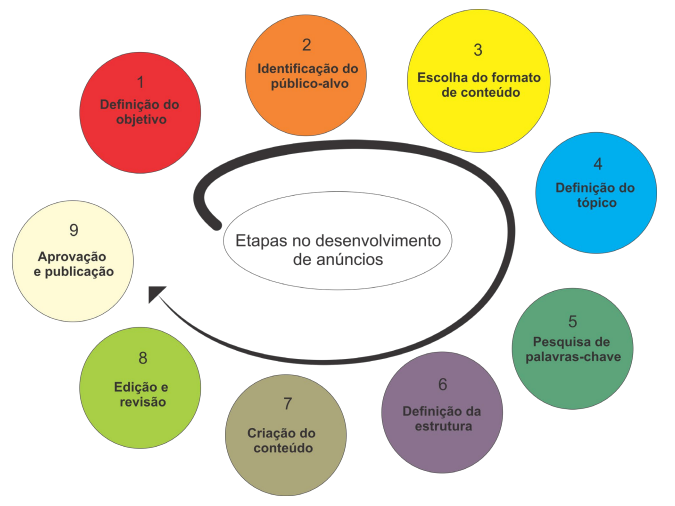 1
Definição do
objetivo
2
Identificação do
público-alvo
3
Escolha do formato
de conteúdo
4
Definição do
tópico
5
Pesquisa de
palavras-chave
6
Definição da
estrutura
7
Criação do
conteúdo
8
Edição e
revisão
9
Aprovação
e publicação
Etapas no desenvolvimento
de anúncios